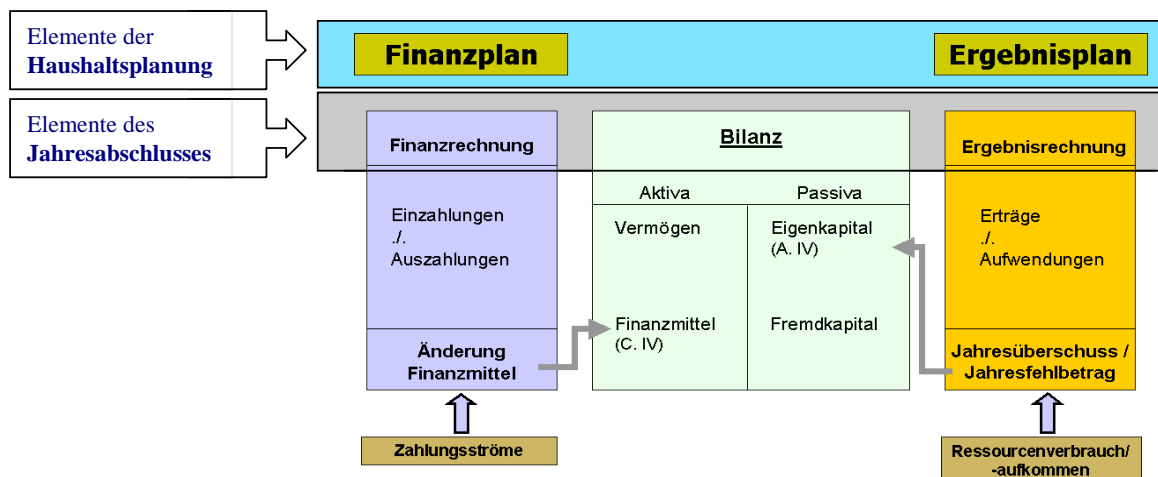 Elemente der
Haushaltsplanung
Finanzplan
Ergebnisplan
Elemente des
Jahresabschlusses
Finanzrechnung
Einzahlungen
./.
Auszahlungen
Änderung
Finanzmittel
Zahlungsströme
Bilanz
Aktiva
Passiva
Vermögen
Finanzmittel
(C. IV)
Eigenkapital
(A. IV)
Fremdkapital
Ergebnisrechnung
Erträge
./.
Aufwendungen
Jahresüberschuss /
Jahresfehlbetrag
Ressourcenverbrauch/
-aufkommen